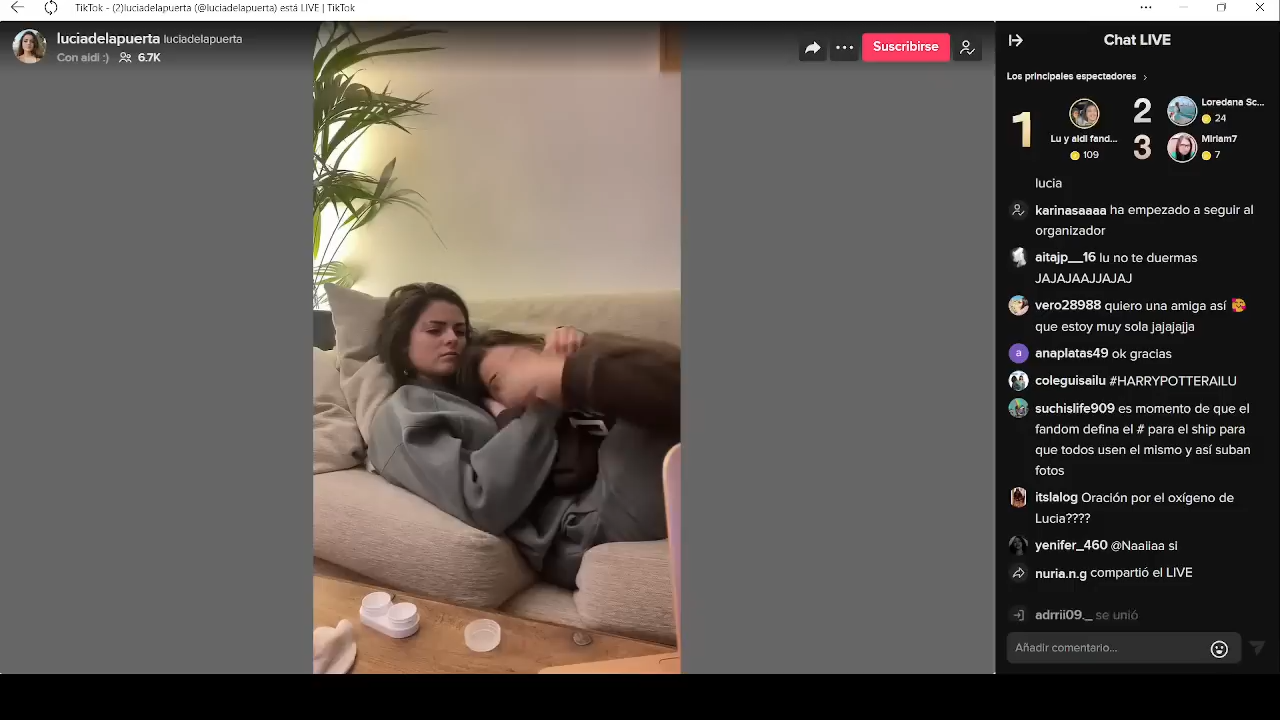 TikTok - (2)luciadelapuerta (@luciadelapuerta) está LIVE | TikTok
luciadelapuerta luciadelapuerta
Con aidi :) 6.7K
Suscribirse
Chat LIVE
Los principales espectadores
1 Lu y aidi fand... 109
2 Loredana Sc... 24
3 Miriam7 7
lucia
karinasaaaa ha empezado a seguir al
organizador
aitajp__16 lu no te duermas
JAJAJAAJJAJAJ
vero28988 quiero una amiga así 🥰
que estoy muy sola jajajajja
a anaplatas49 ok gracias
coleguisailu #HARRYPOTTERAILU
suchislife909 es momento de que el
fandom defina el # para el ship para
que todos usen el mismo y así suban
fotos
itslalog Oración por el oxígeno de
Lucia????
yenifer_460 @Naaiiaa si
nuria.n.g compartió el LIVE
adrrii09._ se unió
Añadir comentario...